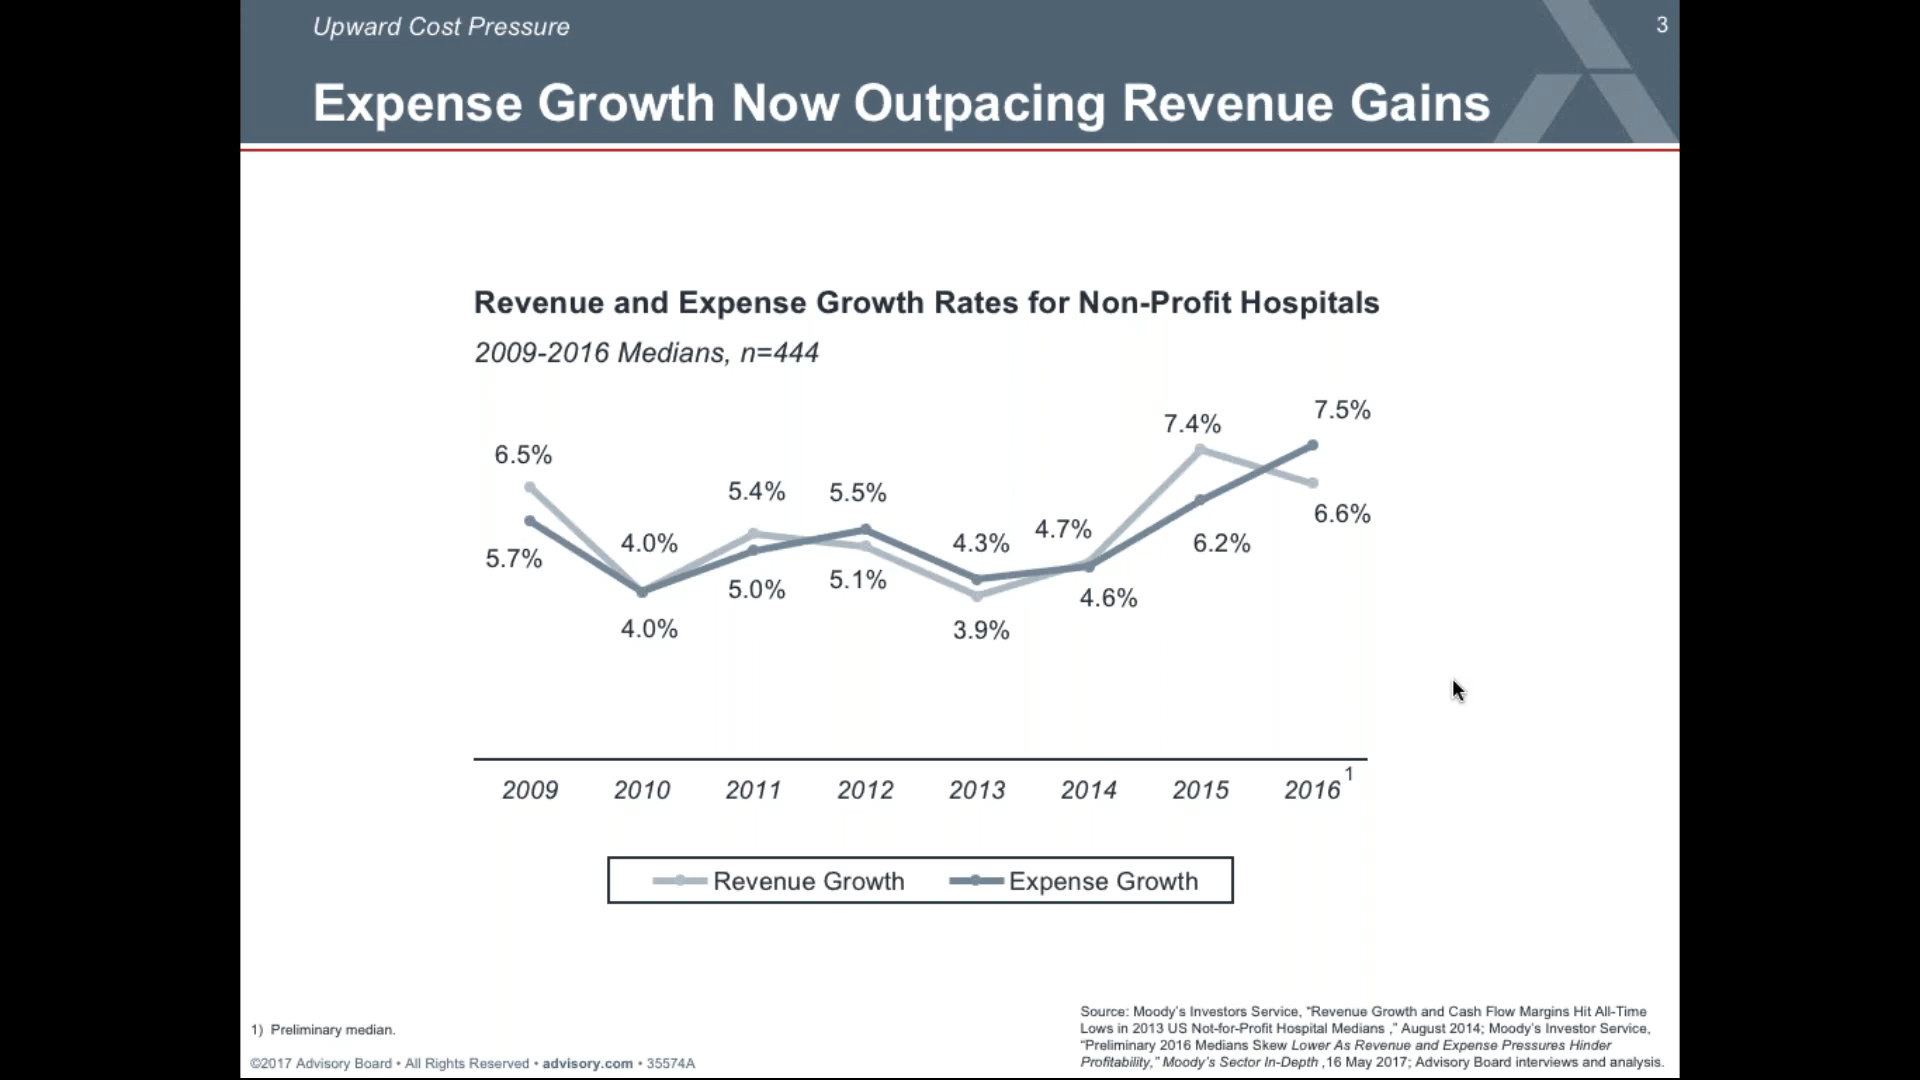 Upward Cost Pressure
3
Expense Growth Now Outpacing Revenue Gains
Revenue and Expense Growth Rates for Non-Profit Hospitals
2009-2016 Medians, n=444
7.5%
7.4%
6.5%
5.4%
5.5%
4.7%
4.0%
4.3%
6.6%
5.7%
6.2%
5.0%
5.1%
4.6%
4.0%
3.9%
2009 2010 2011 2012 2013 2014 2015 2016 1
Revenue Growth Expense Growth
1) Preliminary median.
©2017 Advisory Board • All Rights Reserved • advisory.com • 35574A
Source: Moody’s Investors Service, “Revenue Growth and Cash Flow Margins Hit All-Time
Lows in 2013 US Not-for-Profit Hospital Medians ,” August 2014; Moody’s Investor Service,
“Preliminary 2016 Medians Skew Lower As Revenue and Expense Pressures Hinder
Profitability,” Moody’s Sector In-Depth ,16 May 2017; Advisory Board interviews and analysis.